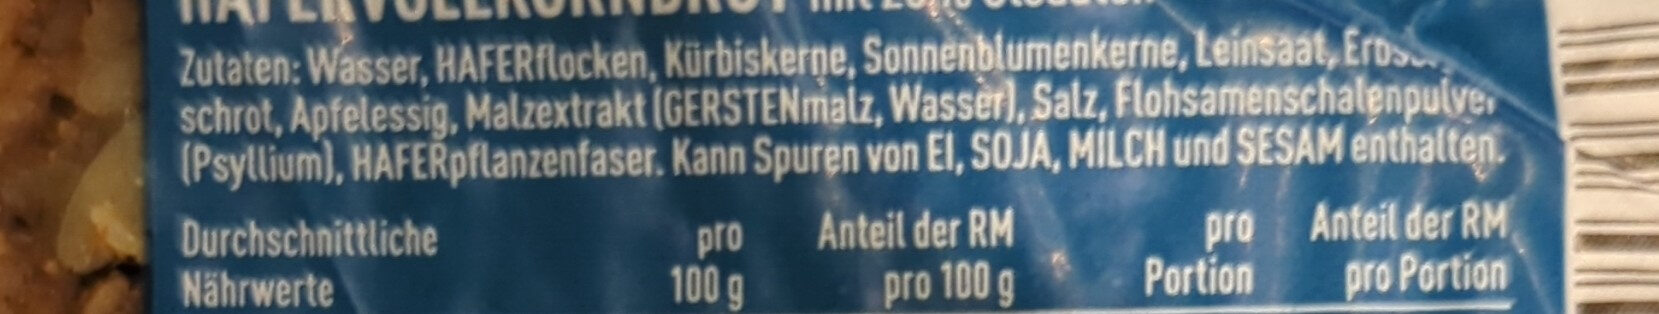 HAFERVOLLKORNBROT mit
Zutaten: Wasser, HAFERflocken, Kürbiskerne, Sonnenblumenkerne, Leinsaat,
schrot, Apfelessig, Malzextrakt (GERSTENmalz, Wasser), Salz, Flohsamenschalenpulver
(Psyllium), HAFERpflanzenfaser. Kann Spuren von EI, SOJA, MILCH und SESAM enthalten.
Durchschnittliche pro Anteil der RM pro Anteil der RM
Nährwerte 100 g pro 100 g Portion pro Portion